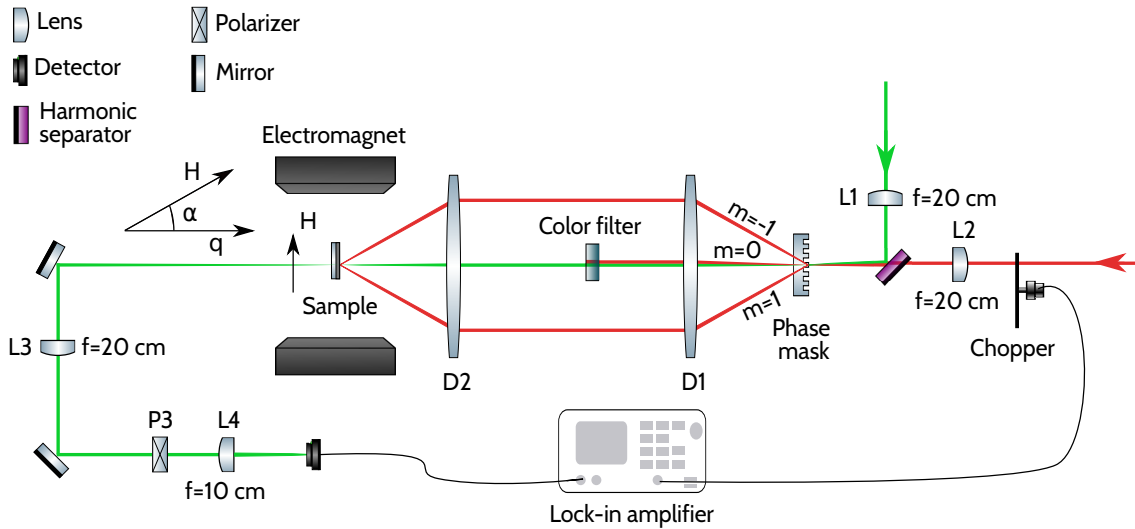 Lens
Polarizer
Detector
Mirror
Harmonic
separator
Electromagnet
H
α
q
H
Sample
Color filter
m=-1
m=0
m=1
Phase
mask
L1
f=20 cm
L2
f=20 cm
Chopper
D2
D1
L3
f=20 cm
P3
L4
f=10 cm
Lock-in amplifier